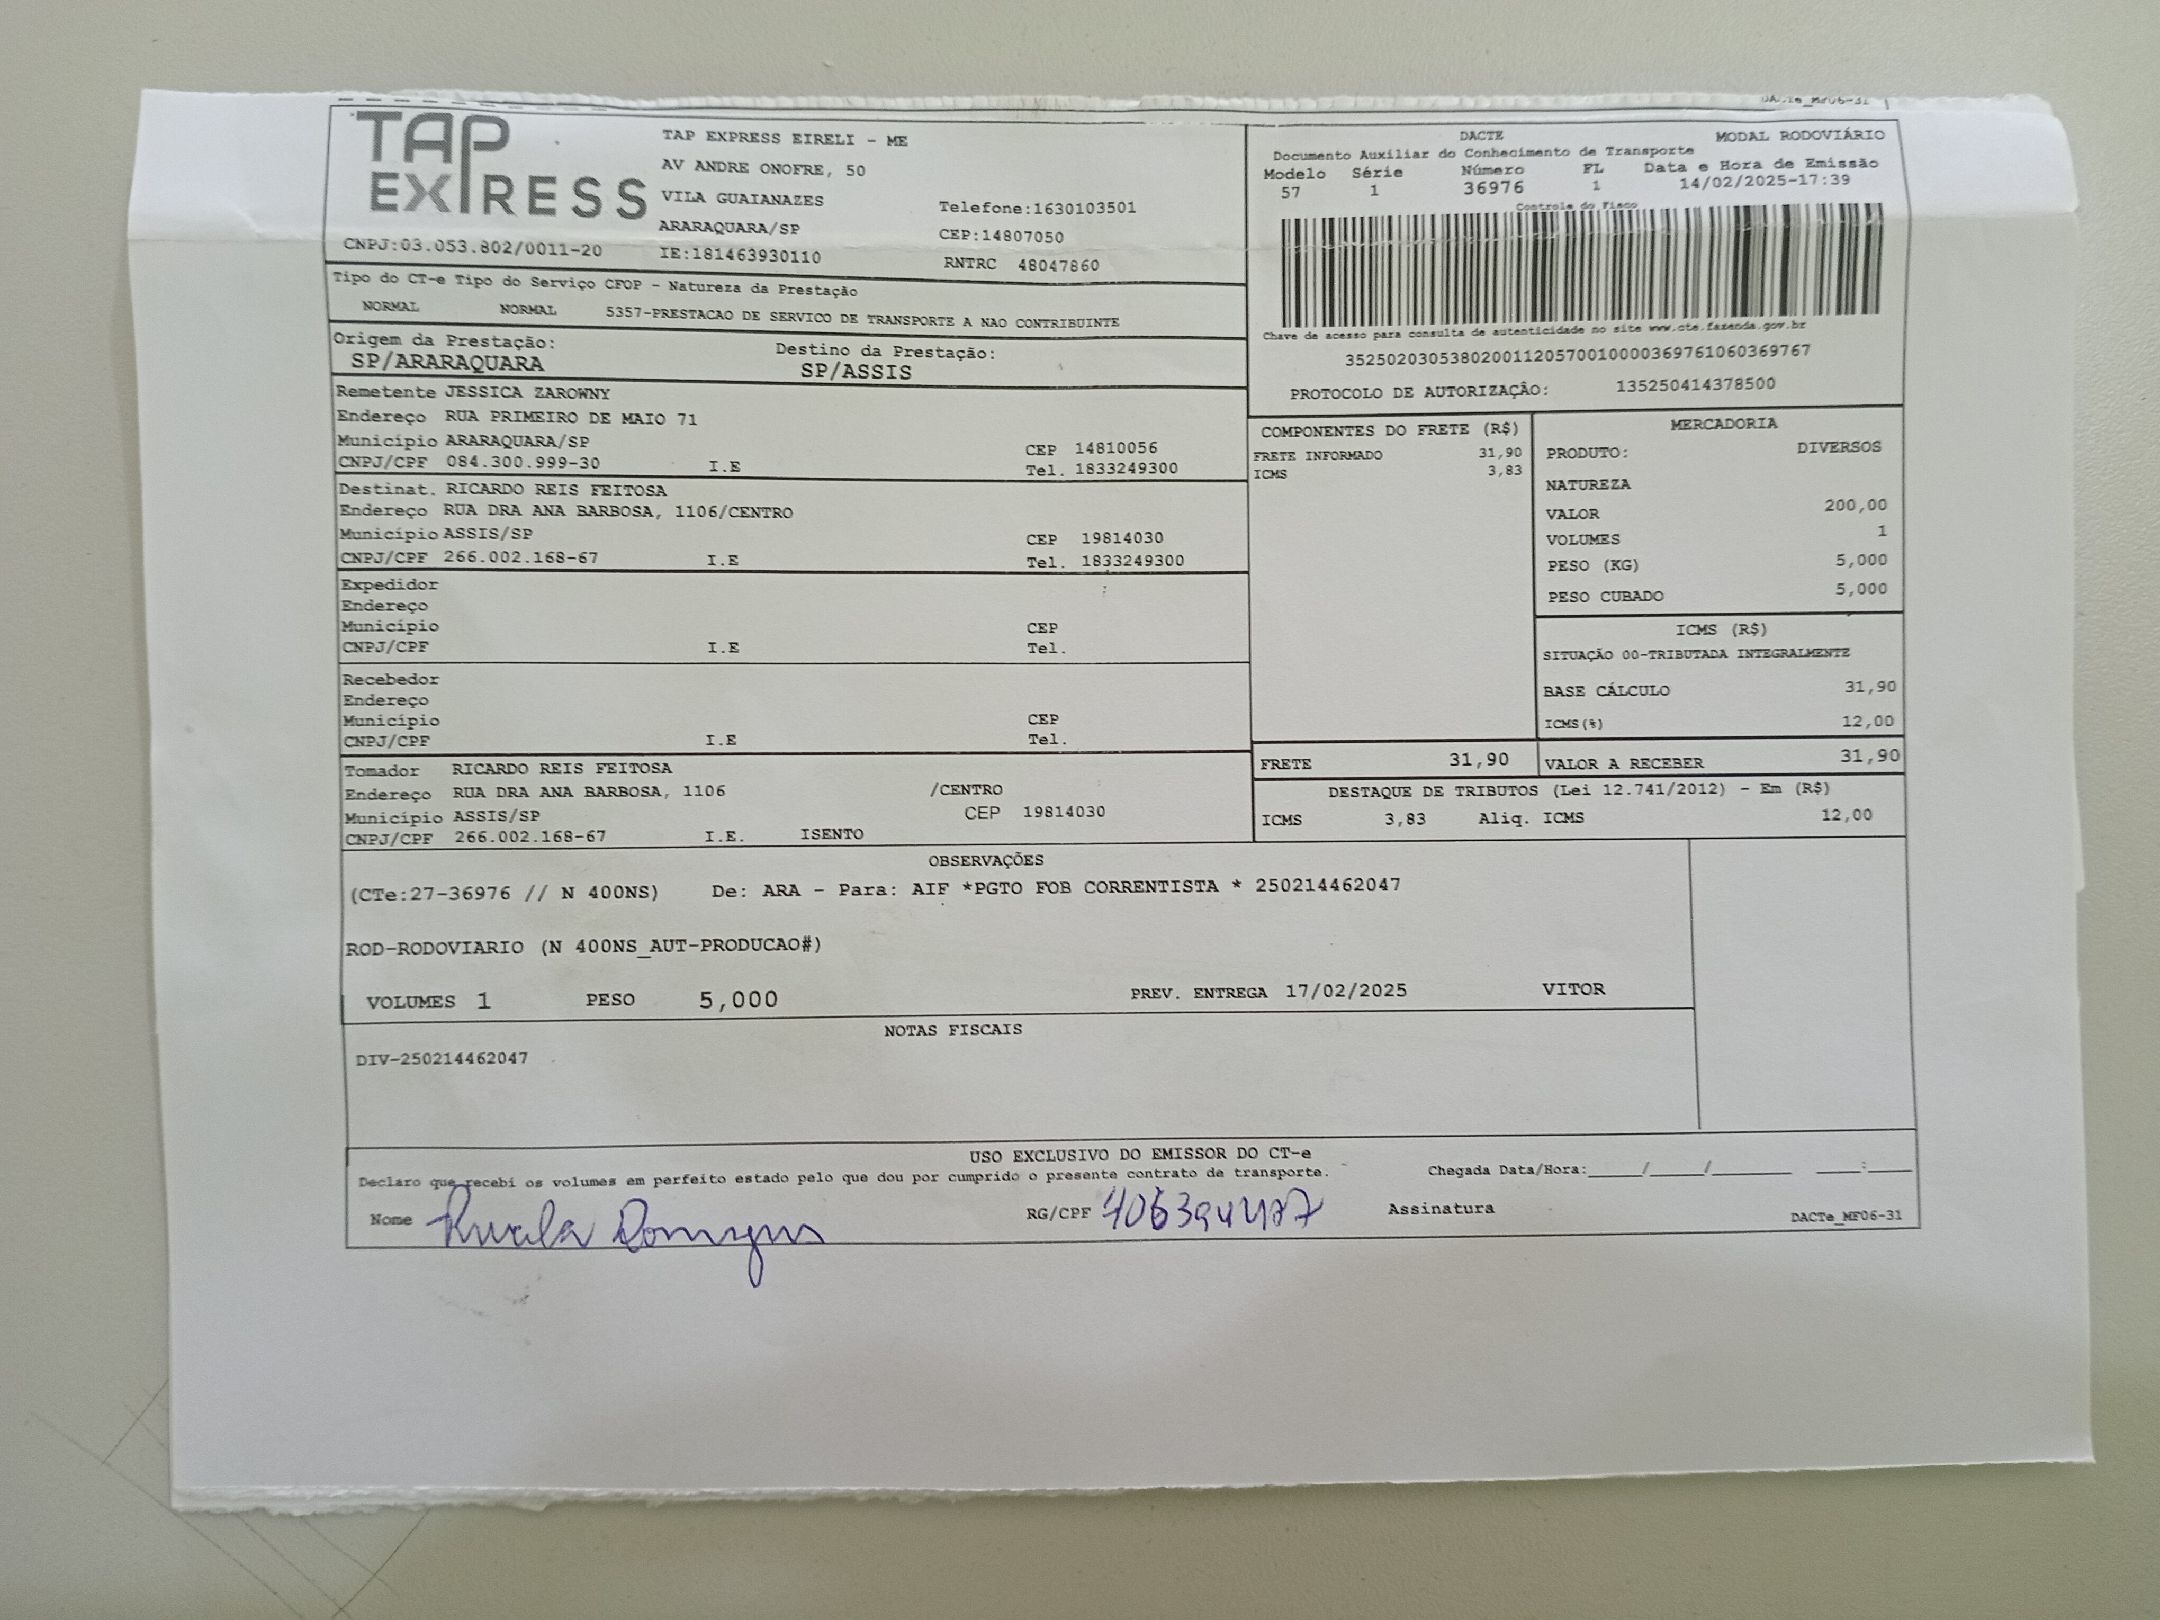 DACTe_MF06-31
TAP EXPRESS
TAP EXPRESS EIRELI - ME
AV ANDRE ONOFRE, 50
VILA GUAIANAZES Telefone:1630103501
ARARAQUARA/SP CEP:14807050
CNPJ:03.053.802/0011-20 IE:181463930110 RNTRC 48047860
DACTE MODAL RODOVIÁRIO
Documento Auxiliar do Conhecimento de Transporte
Modelo Série Número FL Data e Hora de Emissão
57 1 36976 1 14/02/2025-17:39
Controle do Fisco
Chave de acesso para consulta de autenticidade no site www.cte.fazenda.gov.br
35250203053802001120570010000369761060369767
PROTOCOLO DE AUTORIZAÇÃO: 135250414378500
Tipo do CT-e Tipo do Serviço CFOP - Natureza da Prestação
NORMAL NORMAL 5357-PRESTACAO DE SERVICO DE TRANSPORTE A NAO CONTRIBUINTE
Origem da Prestação: Destino da Prestação:
SP/ARARAQUARA SP/ASSIS
Remetente JESSICA ZAROWNY
Endereço RUA PRIMEIRO DE MAIO 71
Município ARARAQUARA/SP CEP 14810056
CNPJ/CPF 084.300.999-30 I.E Tel. 1833249300
Destinat. RICARDO REIS FEITOSA
Endereço RUA DRA ANA BARBOSA, 1106/CENTRO
Município ASSIS/SP CEP 19814030
CNPJ/CPF 266.002.168-67 I.E Tel. 1833249300
Expedidor
Endereço
Município CEP
CNPJ/CPF I.E Tel.
Recebedor
Endereço
Município CEP
CNPJ/CPF I.E Tel.
Tomador RICARDO REIS FEITOSA
Endereço RUA DRA ANA BARBOSA, 1106 /CENTRO
Município ASSIS/SP CEP 19814030
CNPJ/CPF 266.002.168-67 I.E. ISENTO
COMPONENTES DO FRETE (R$)
FRETE INFORMADO 31,90
ICMS 3,83
MERCADORIA
PRODUTO: DIVERSOS
NATUREZA
VALOR 200,00
VOLUMES 1
PESO (KG) 5,000
PESO CUBADO 5,000
ICMS (R$)
SITUAÇÃO 00-TRIBUTADA INTEGRALMENTE
BASE CÁLCULO 31,90
ICMS(%) 12,00
FRETE 31,90 VALOR A RECEBER 31,90
DESTAQUE DE TRIBUTOS (Lei 12.741/2012) - Em (R$)
ICMS 3,83 Aliq. ICMS 12,00
OBSERVAÇÕES
(CTe:27-36976 // N 400NS) De: ARA - Para: AIF *PGTO FOB CORRENTISTA * 250214462047
ROD-RODOVIARIO (N 400NS_AUT-PRODUCAO#)
VOLUMES 1 PESO 5,000 PREV. ENTREGA 17/02/2025 VITOR
NOTAS FISCAIS
DIV-250214462047
USO EXCLUSIVO DO EMISSOR DO CT-e
Declaro que recebi os volumes em perfeito estado pelo que dou por cumprido o presente contrato de transporte. Chegada Data/Hora:_____/_____/_______ ____:____
Nome RG/CPF Assinatura DACTe_MF06-31